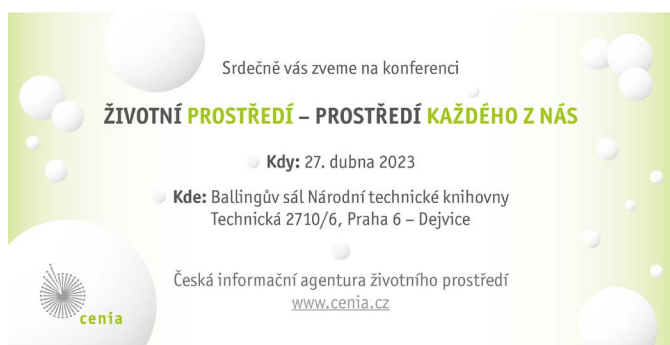 Srdečně vás zveme na konferenci
ŽIVOTNÍ PROSTŘEDÍ – PROSTŘEDÍ KAŽDÉHO Z NÁS
Kdy: 27. dubna 2023
Kde: Ballingův sál Národní technické knihovny
Technická 2710/6, Praha 6 – Dejvice
Česká informační agentura životního prostředí
www.cenia.cz
cenia